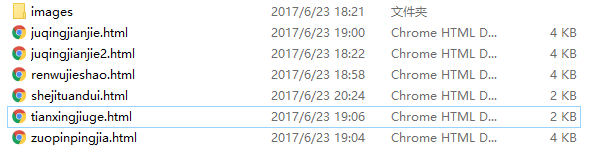 images 2017/6/23 18:21 文件夹
juqingjianjie.html 2017/6/23 19:00 Chrome HTML D... 4 KB
juqingjianjie2.html 2017/6/23 19:02 Chrome HTML D... 4 KB
renwujieshao.html 2017/6/23 18:58 Chrome HTML D... 4 KB
shejituandui.html 2017/6/23 20:24 Chrome HTML D... 2 KB
tianxingjiuge.html 2017/6/23 19:06 Chrome HTML D... 2 KB
zuopinpingjia.html 2017/6/23 19:04 Chrome HTML D... 4 KB